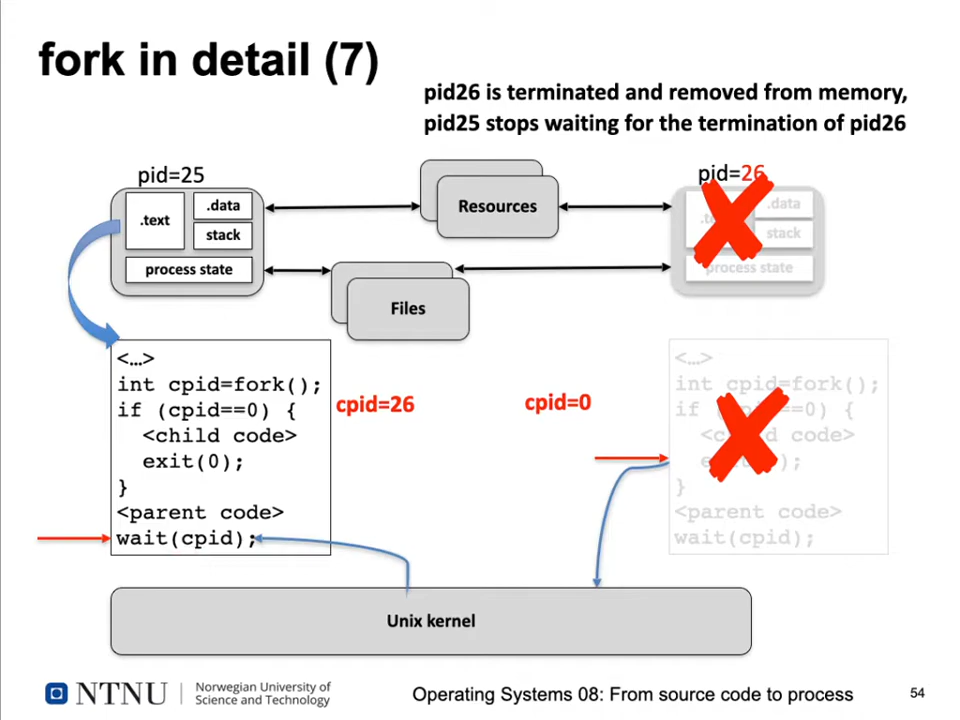 fork in detail (7)
pid26 is terminated and removed from memory,
pid25 stops waiting for the termination of pid26
pid=25
.text
.data
stack
process state
Resources
Files
pid=26
.data
stack
process state
<…>
int cpid=fork();
if (cpid==0) {
<child code>
exit(0);
}
<parent code>
wait(cpid);
cpid=26
cpid=0
<…>
int cpid=fork();
if (cpid==0) {
code>
);
}
<parent code>
wait(cpid);
Unix kernel
NTNU
Norwegian University of
Science and Technology
Operating Systems 08: From source code to process
54